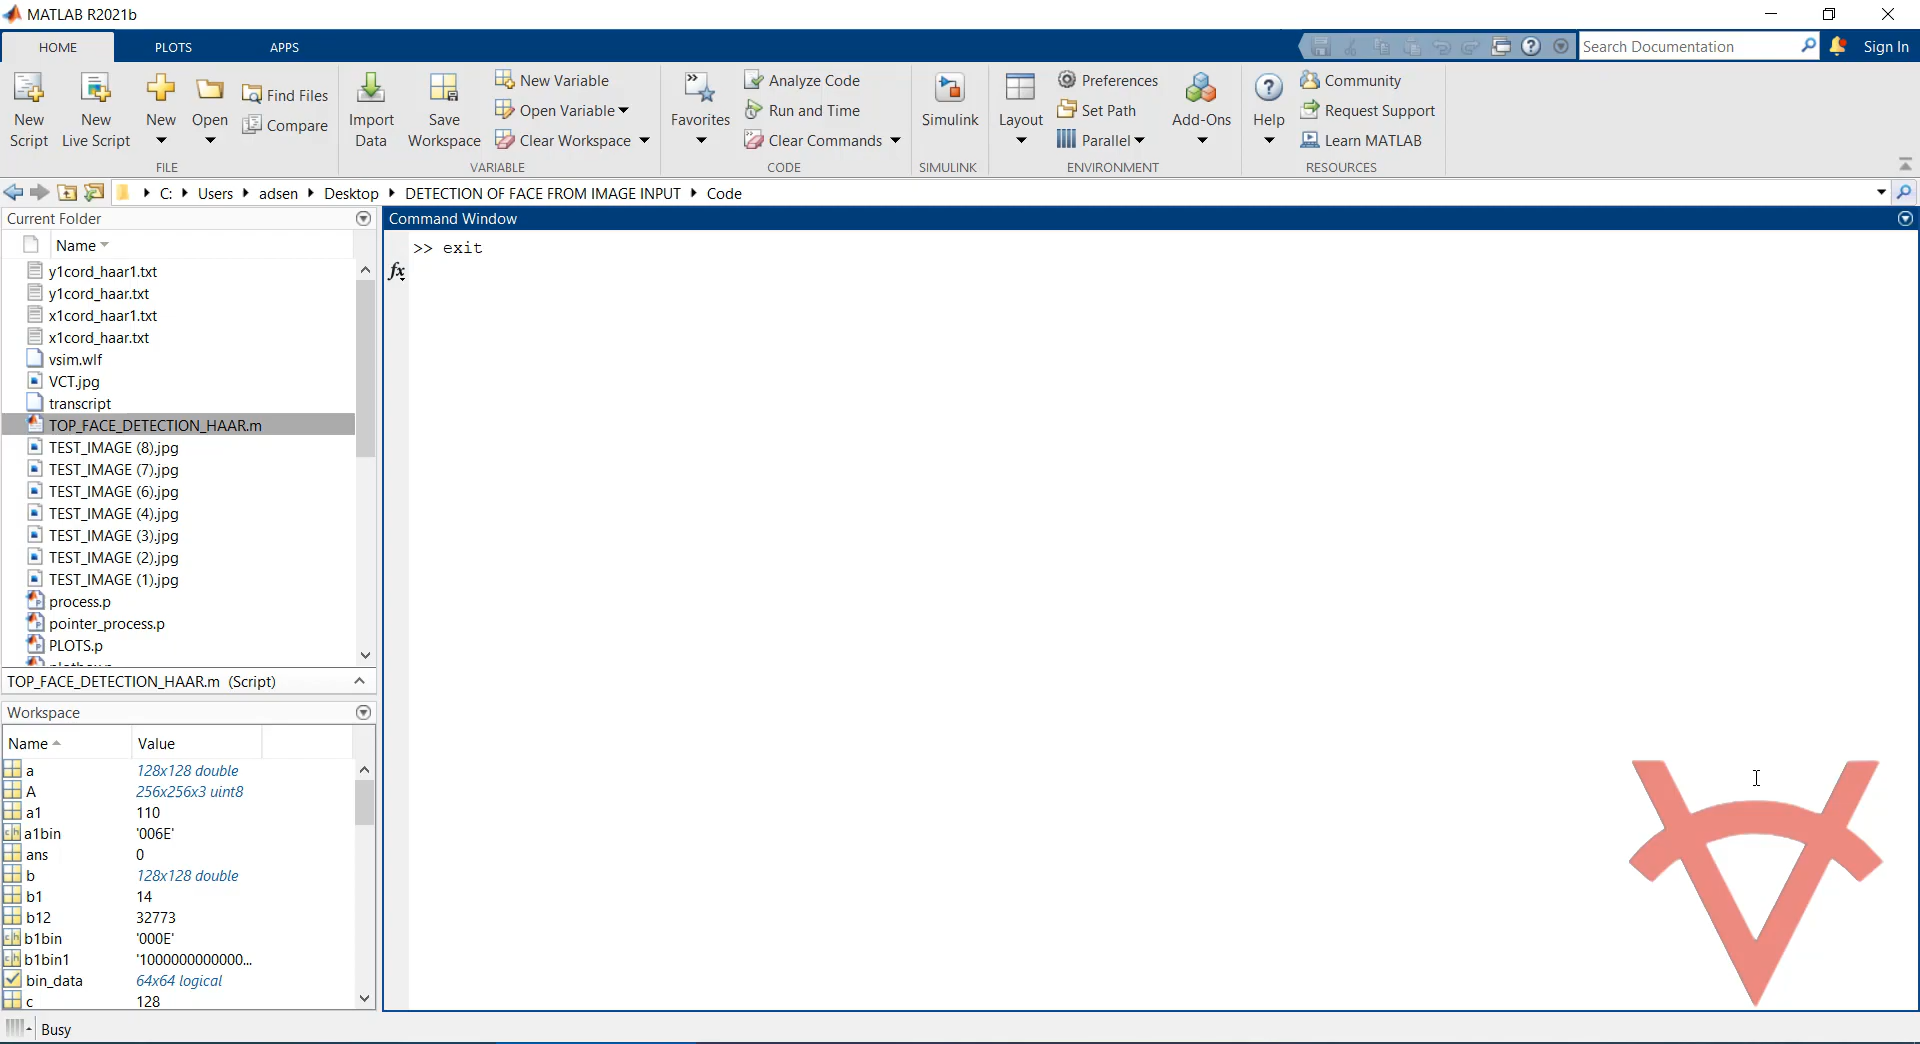 MATLAB R2021b
HOME PLOTS APPS
Search Documentation Sign In
New Script
New Live Script
New
Open
Find Files
Compare
FILE
Import Data
Save Workspace
New Variable
Open Variable
Clear Workspace
VARIABLE
Favorites
Analyze Code
Run and Time
Clear Commands
CODE
Simulink
SIMULINK
Layout
Preferences
Set Path
Parallel
Add-Ons
ENVIRONMENT
Help
Community
Request Support
Learn MATLAB
RESOURCES
C: Users adsen Desktop DETECTION OF FACE FROM IMAGE INPUT Code
Current Folder
Name
y1cord_haar1.txt
y1cord_haar.txt
x1cord_haar1.txt
x1cord_haar.txt
vsim.wlf
VCT.jpg
transcript
TOP_FACE_DETECTION_HAAR.m
TEST_IMAGE (8).jpg
TEST_IMAGE (7).jpg
TEST_IMAGE (6).jpg
TEST_IMAGE (4).jpg
TEST_IMAGE (3).jpg
TEST_IMAGE (2).jpg
TEST_IMAGE (1).jpg
process.p
pointer_process.p
PLOTS.p
TOP_FACE_DETECTION_HAAR.m (Script)
Workspace
Name Value
a 128x128 double
A 256x256x3 uint8
a1 110
a1bin '006E'
ans 0
b 128x128 double
b1 14
b12 32773
b1bin '000E'
b1bin1 '1000000000000...
bin_data 64x64 logical
c 128
Busy
Command Window
>> exit
fx